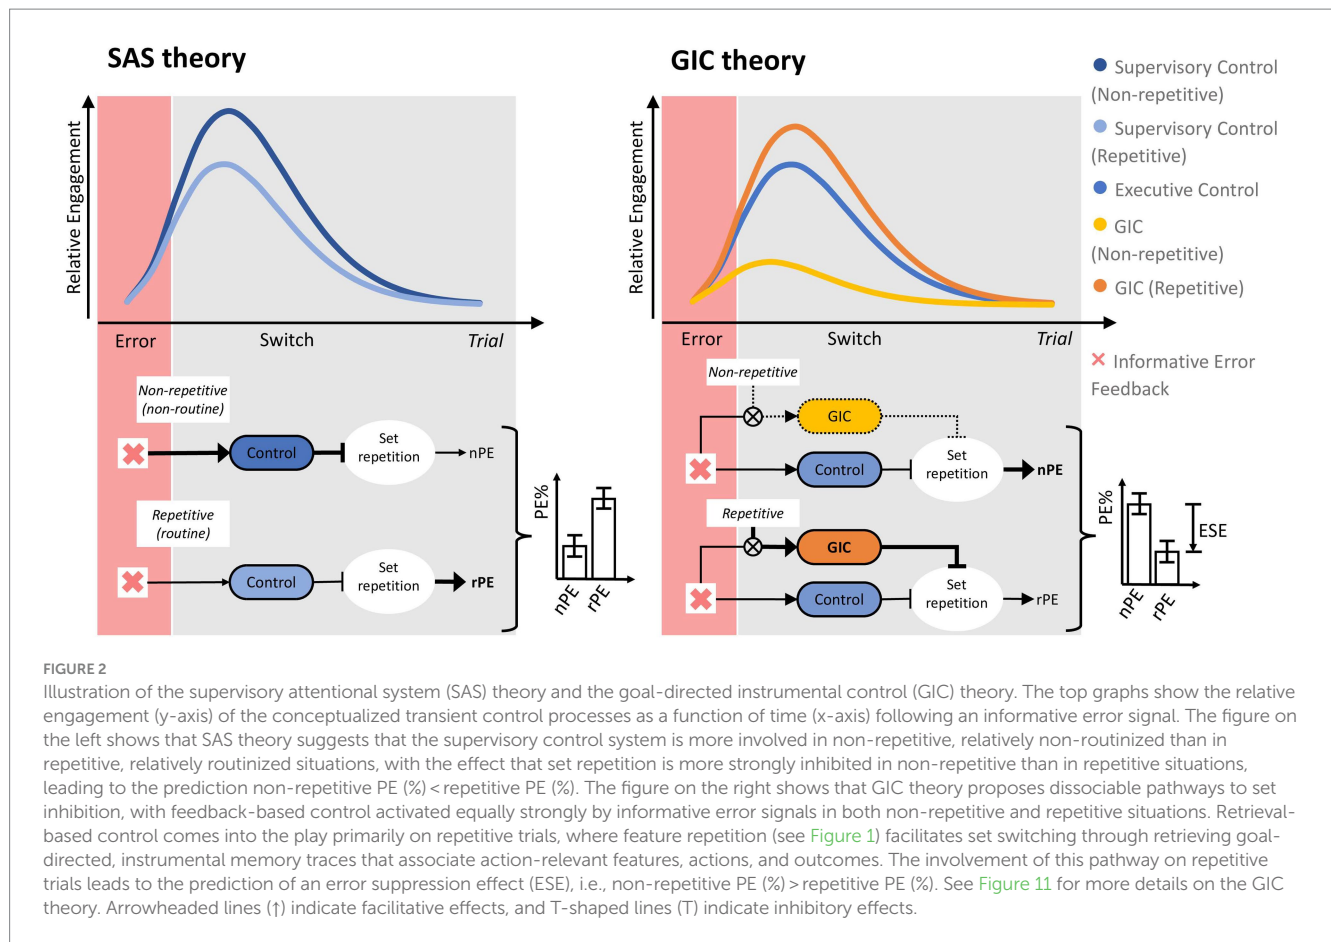 SAS theory
GIC theory
Relative Engagement
Error
Switch
Trial
Relative Engagement
Error
Switch
Trial
Supervisory Control
(Non-repetitive)
Supervisory Control
(Repetitive)
Executive Control
GIC
(Non-repetitive)
GIC (Repetitive)
Informative Error
Feedback
Non-repetitive
(non-routine)
Control
Set
repetition
nPE
Repetitive
(routine)
Control
Set
repetition
rPE
PE%
nPE
rPE
Non-repetitive
GIC
Control
Set
repetition
nPE
Repetitive
GIC
Control
Set
repetition
rPE
PE%
ESE
nPE
rPE
FIGURE 2
Illustration of the supervisory attentional system (SAS) theory and the goal-directed instrumental control (GIC) theory. The top graphs show the relative
engagement (y-axis) of the conceptualized transient control processes as a function of time (x-axis) following an informative error signal. The figure on
the left shows that SAS theory suggests that the supervisory control system is more involved in non-repetitive, relatively non-routinized than in
repetitive, relatively routinized situations, with the effect that set repetition is more strongly inhibited in non-repetitive than in repetitive situations,
leading to the prediction non-repetitive PE (%) < repetitive PE (%). The figure on the right shows that GIC theory proposes dissociable pathways to set
inhibition, with feedback-based control activated equally strongly by informative error signals in both non-repetitive and repetitive situations. Retrieval-
based control comes into the play primarily on repetitive trials, where feature repetition (see Figure 1) facilitates set switching through retrieving goal-
directed, instrumental memory traces that associate action-relevant features, actions, and outcomes. The involvement of this pathway on repetitive
trials leads to the prediction of an error suppression effect (ESE), i.e., non-repetitive PE (%) > repetitive PE (%). See Figure 11 for more details on the GIC
theory. Arrowheaded lines (↑) indicate facilitative effects, and T-shaped lines (T) indicate inhibitory effects.